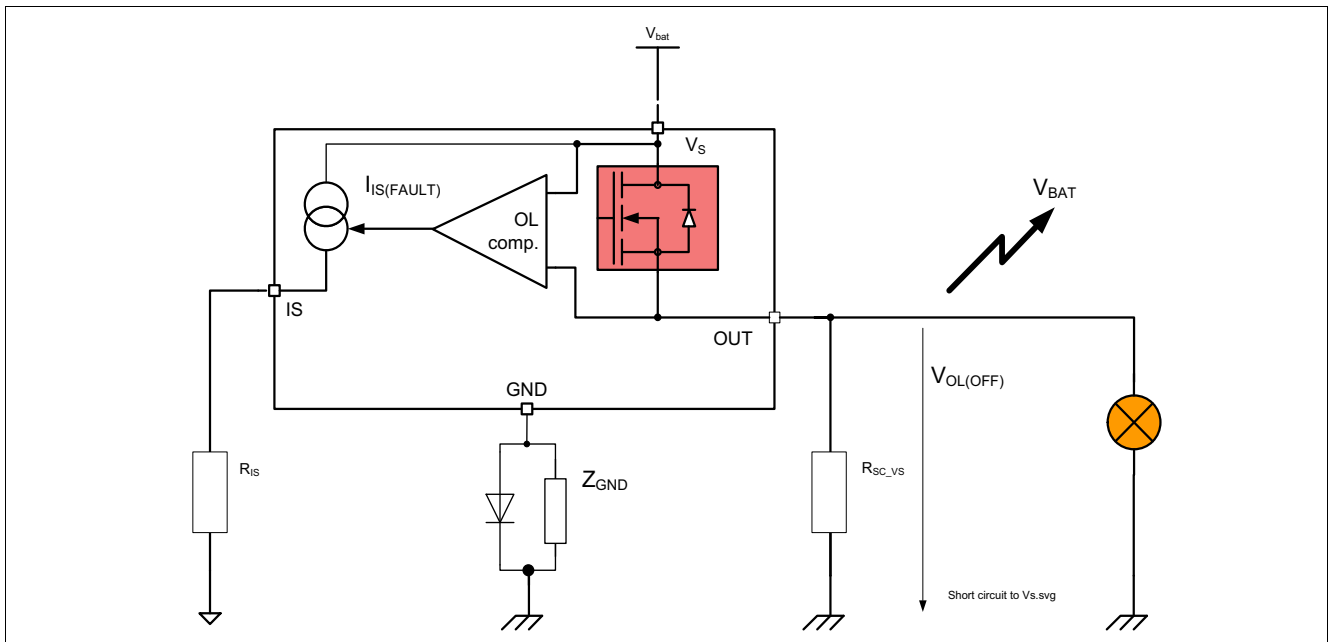 Vbat
VS
IIS(FAULT)
OL
comp.
VBAT
IS
OUT
VOL(OFF)
GND
RIS
ZGND
RSC_VS
Short circuit to Vs.svg